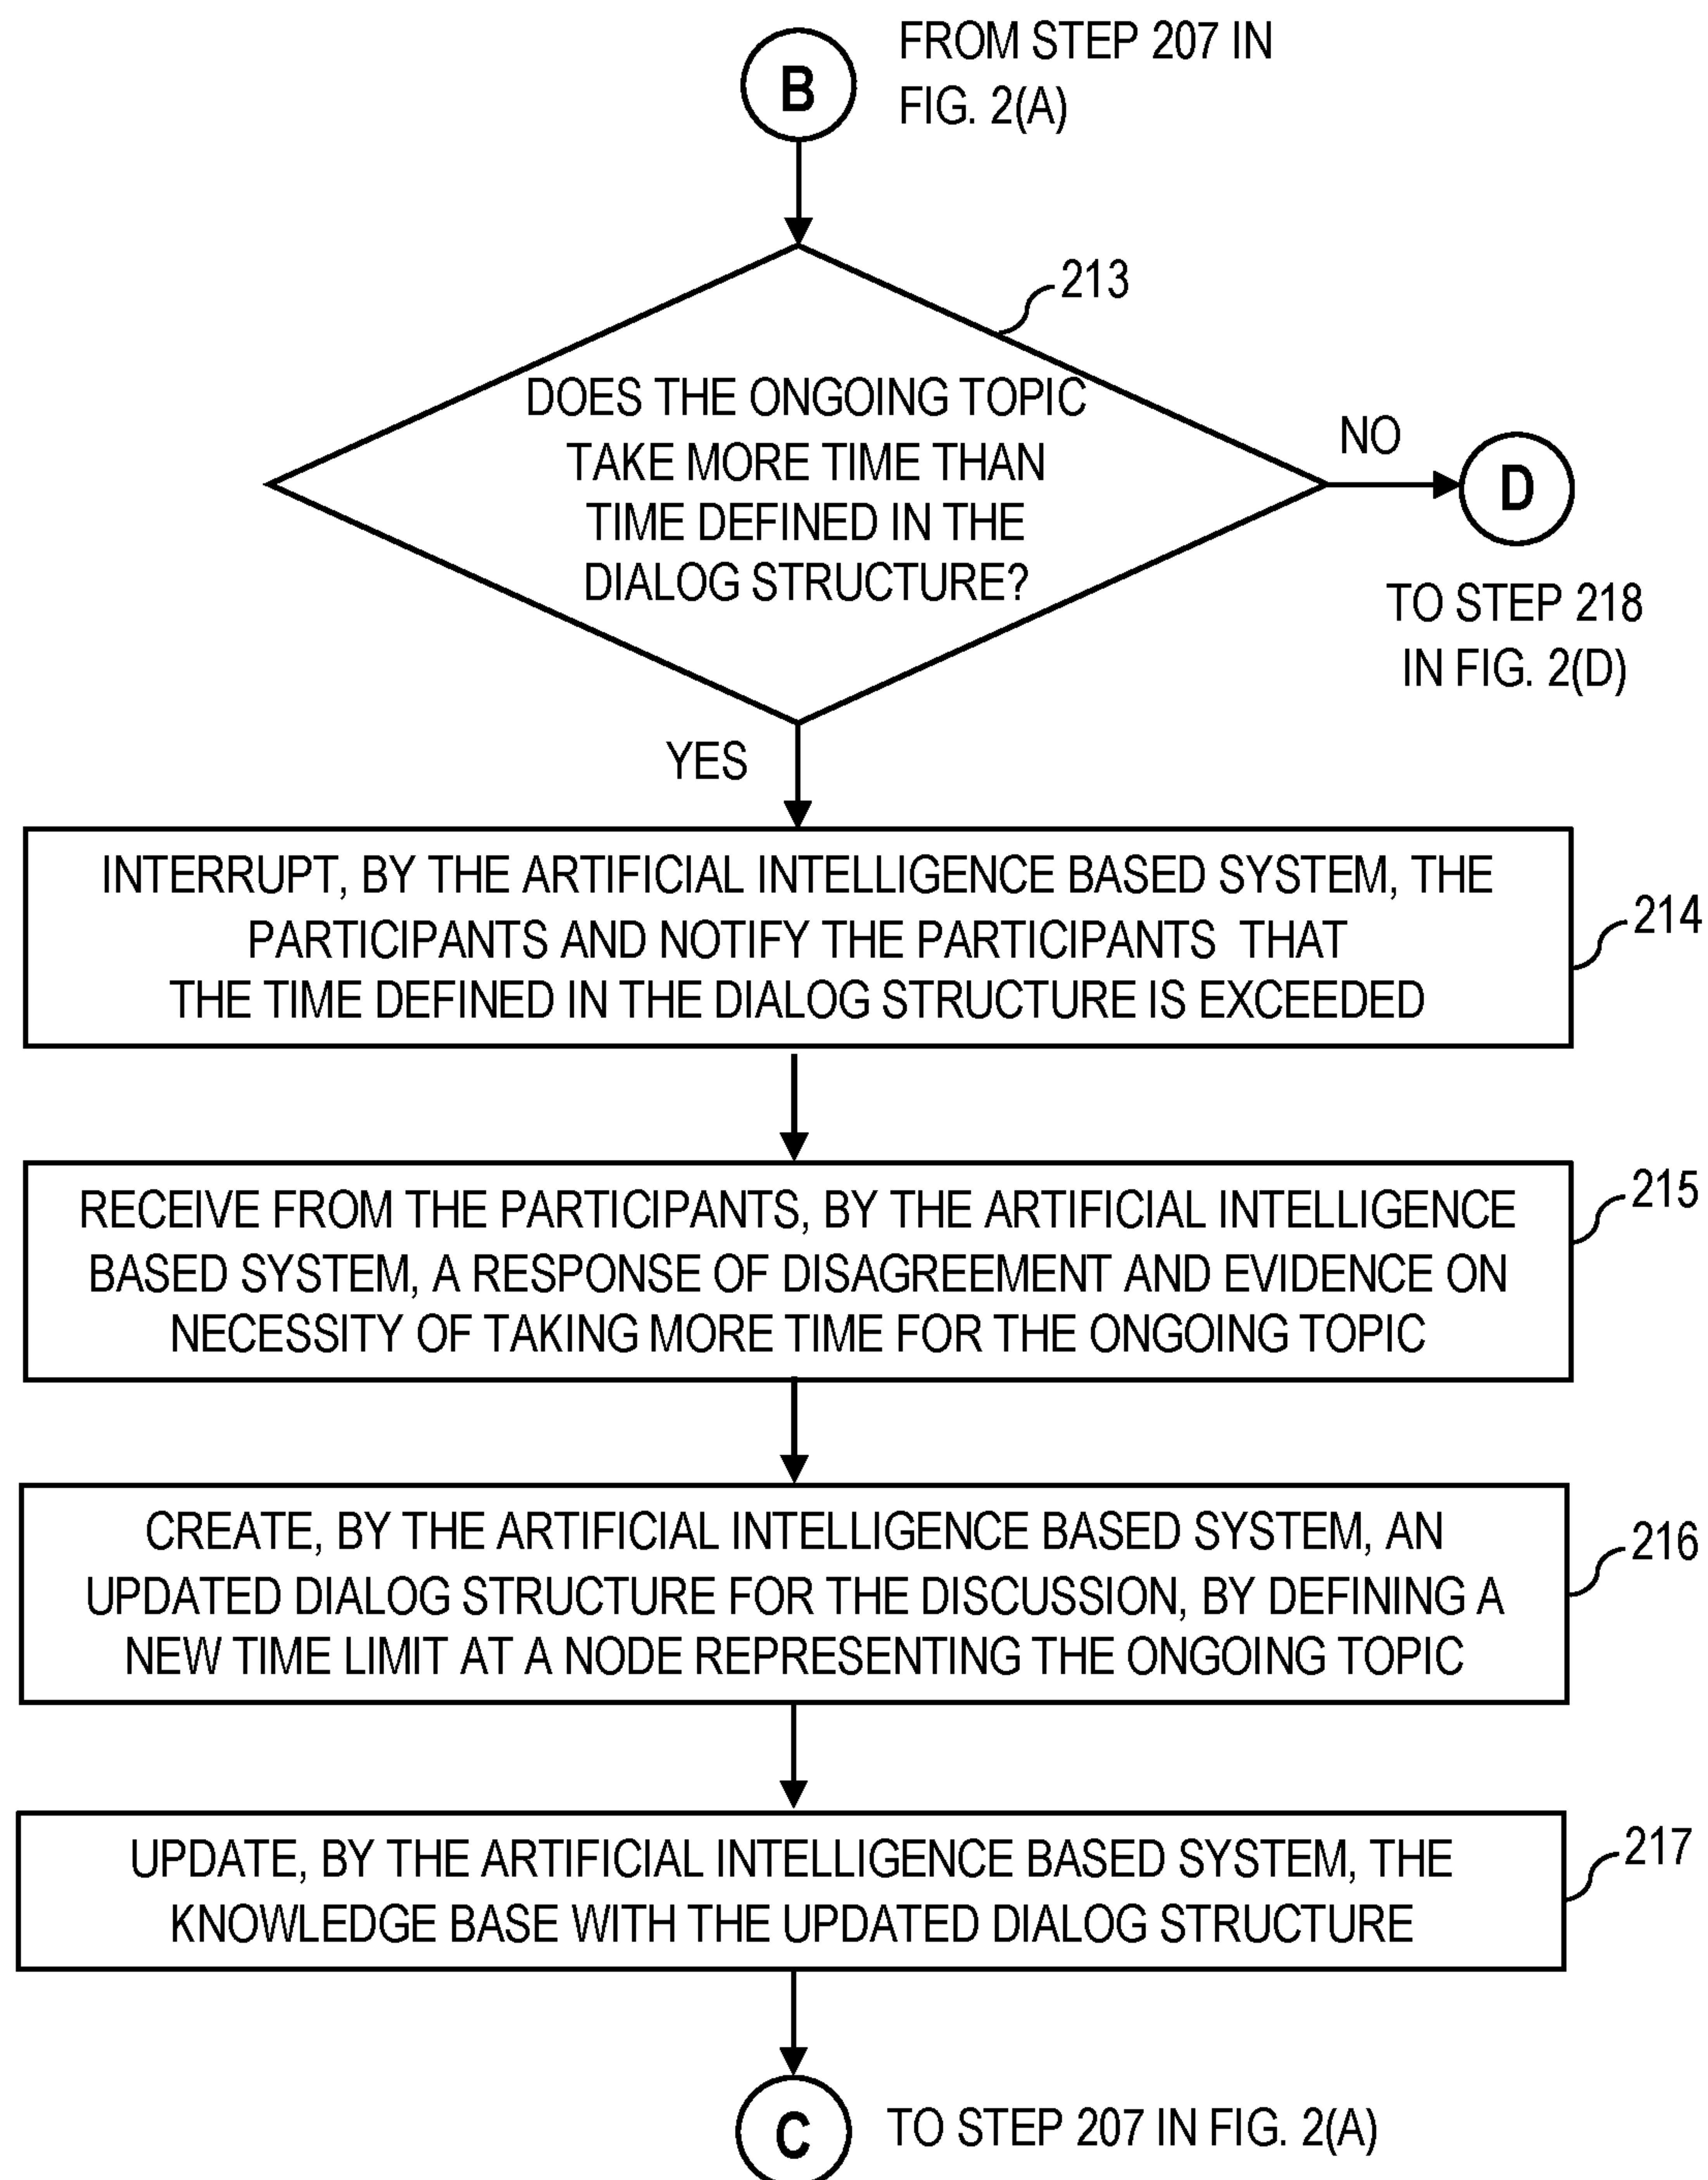 B
FROM STEP 207 IN
FIG. 2(A)
213
DOES THE ONGOING TOPIC
TAKE MORE TIME THAN
TIME DEFINED IN THE
DIALOG STRUCTURE?
NO
D
TO STEP 218
IN FIG. 2(D)
YES
INTERRUPT, BY THE ARTIFICIAL INTELLIGENCE BASED SYSTEM, THE
PARTICIPANTS AND NOTIFY THE PARTICIPANTS THAT
THE TIME DEFINED IN THE DIALOG STRUCTURE IS EXCEEDED
214
RECEIVE FROM THE PARTICIPANTS, BY THE ARTIFICIAL INTELLIGENCE
BASED SYSTEM, A RESPONSE OF DISAGREEMENT AND EVIDENCE ON
NECESSITY OF TAKING MORE TIME FOR THE ONGOING TOPIC
215
CREATE, BY THE ARTIFICIAL INTELLIGENCE BASED SYSTEM, AN
UPDATED DIALOG STRUCTURE FOR THE DISCUSSION, BY DEFINING A
NEW TIME LIMIT AT A NODE REPRESENTING THE ONGOING TOPIC
216
UPDATE, BY THE ARTIFICIAL INTELLIGENCE BASED SYSTEM, THE
KNOWLEDGE BASE WITH THE UPDATED DIALOG STRUCTURE
217
C
TO STEP 207 IN FIG. 2(A)